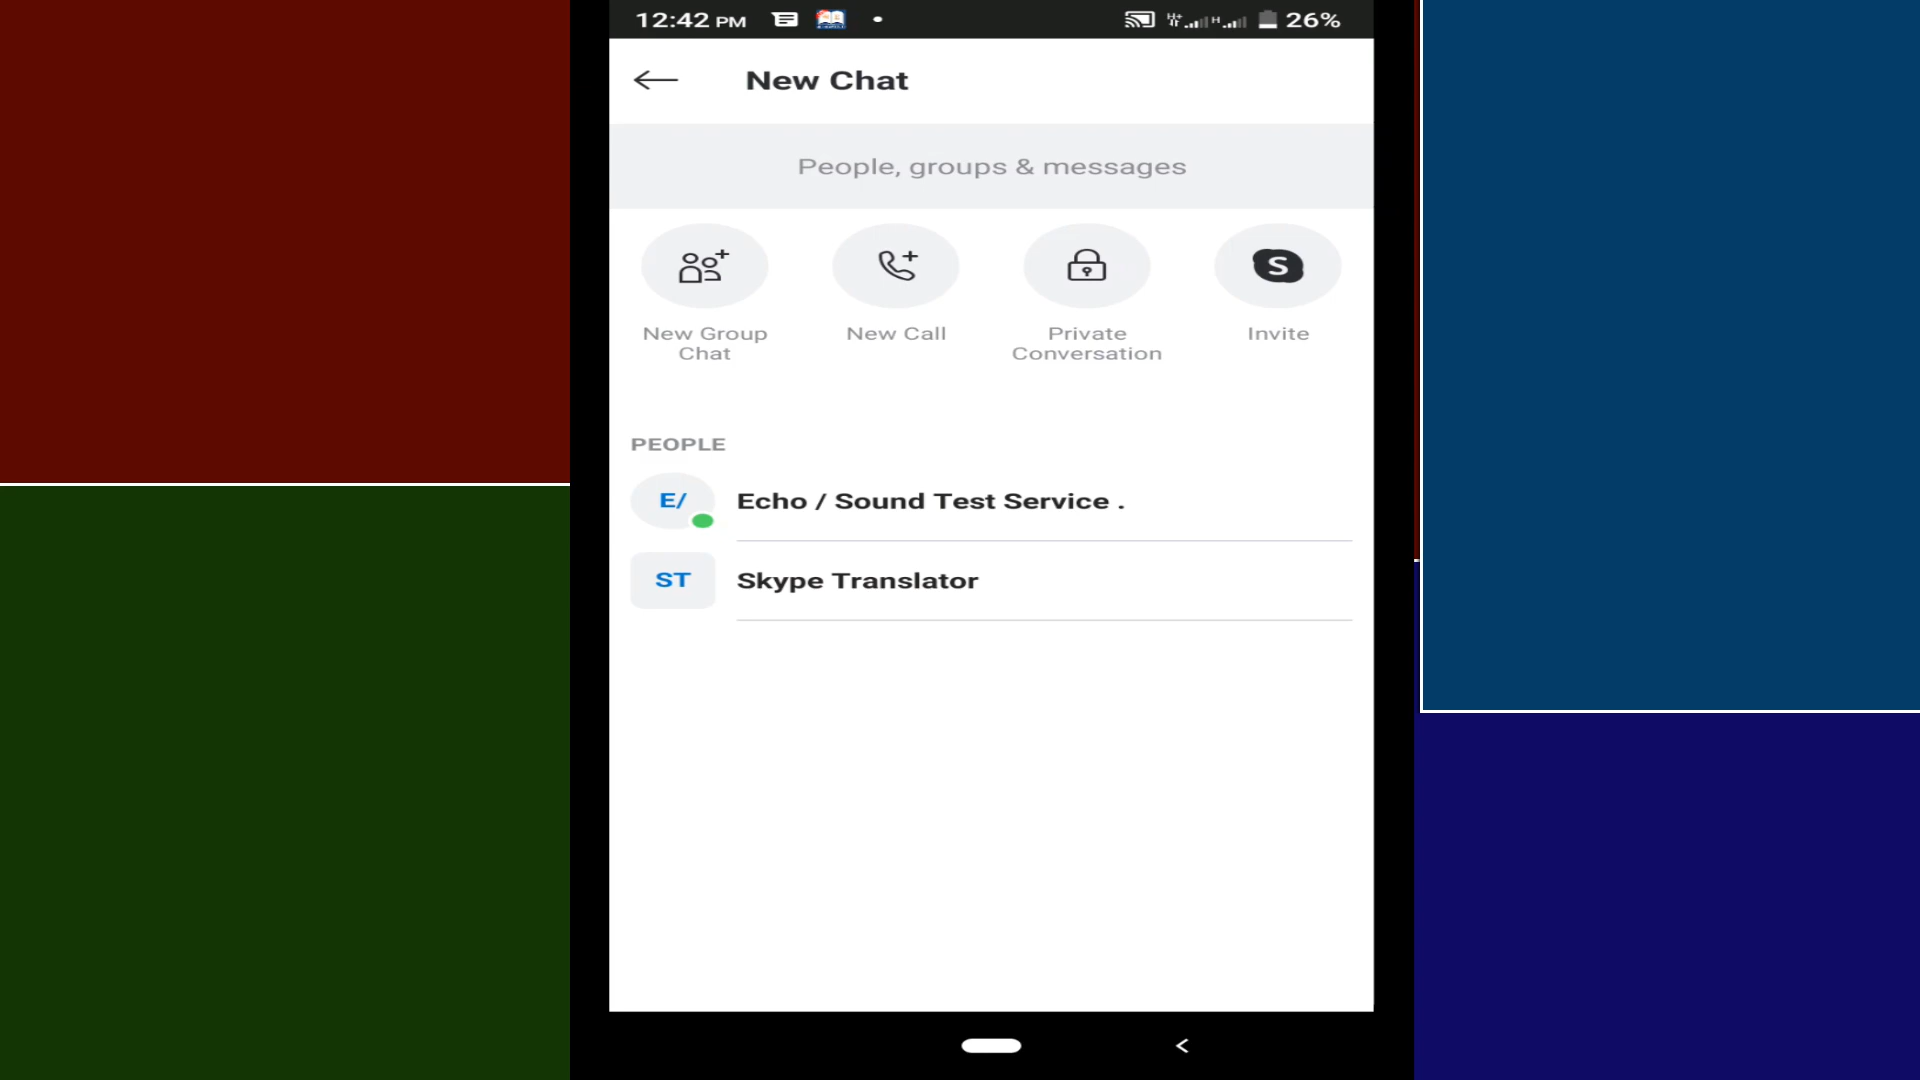 12:42 PM
26%
New Chat
People, groups & messages
S
New Group
Chat
New Call
Private
Conversation
Invite
PEOPLE
E/
Echo / Sound Test Service .
ST
Skype Translator